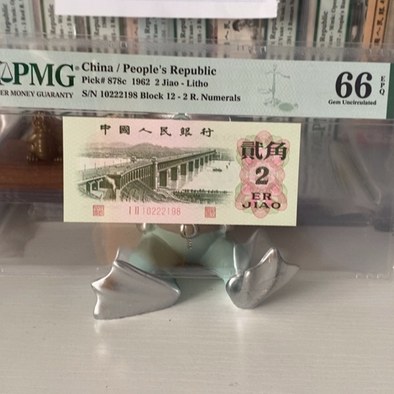 PMG
ER MONEY GUARANTY
China / People's Republic
Pick# 878c 1962 2 Jiao - Litho
S/N 10222198 Block 12 - 2 R. Numerals
66 EPQ
Gem Uncirculated
中國人民銀行
貳角
2
ER
JIAO
10222198